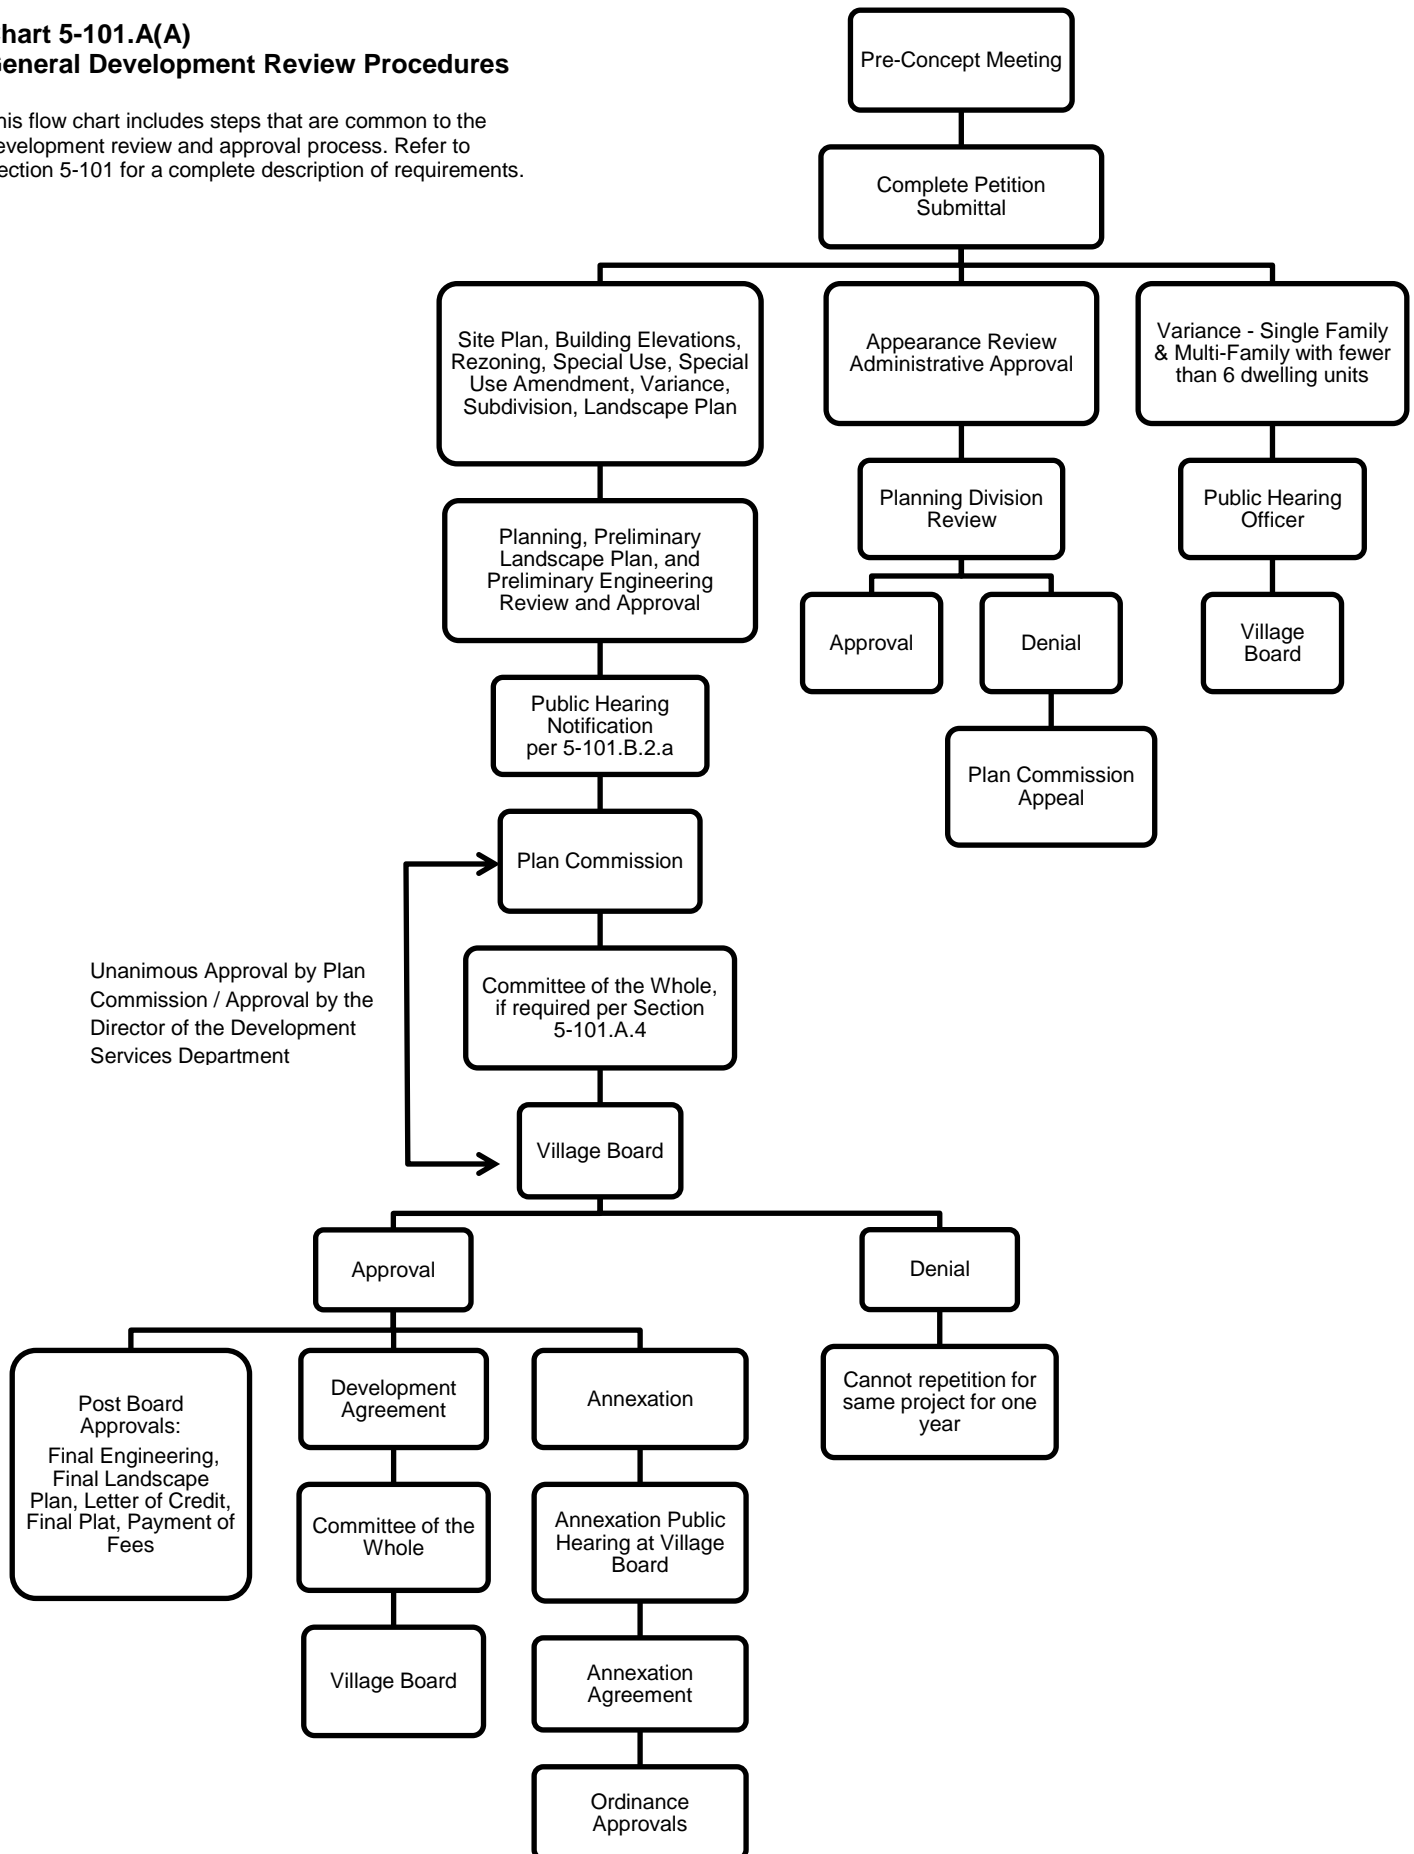 hart 5-101.A(A)
eneral Development Review Procedures
his flow chart includes steps that are common to the
evelopment review and approval process. Refer to
ection 5-101 for a complete description of requirements.
Pre-Concept Meeting
Complete Petition
Submittal
Site Plan, Building Elevations,
Rezoning, Special Use, Special
Use Amendment, Variance,
Subdivision, Landscape Plan
Appearance Review
Administrative Approval
Variance - Single Family
& Multi-Family with fewer
than 6 dwelling units
Planning, Preliminary
Landscape Plan, and
Preliminary Engineering
Review and Approval
Planning Division
Review
Public Hearing
Officer
Approval
Denial
Village
Board
Public Hearing
Notification
per 5-101.B.2.a
Plan Commission
Appeal
Plan Commission
Unanimous Approval by Plan
Commission / Approval by the
Director of the Development
Services Department
Committee of the Whole,
if required per Section
5-101.A.4
Village Board
Approval
Denial
Post Board
Approvals:
Final Engineering,
Final Landscape
Plan, Letter of Credit,
Final Plat, Payment of
Fees
Development
Agreement
Annexation
Cannot repetition for
same project for one
year
Committee of the
Whole
Annexation Public
Hearing at Village
Board
Village Board
Annexation
Agreement
Ordinance
Approvals